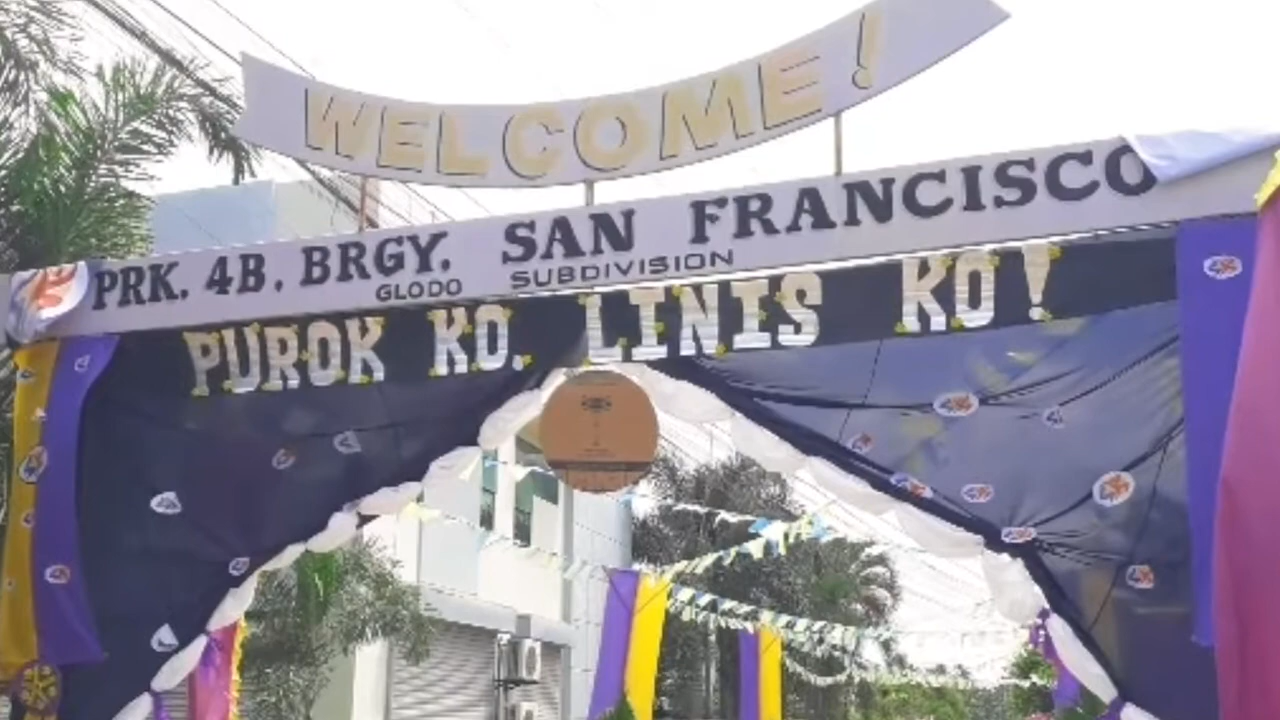 WELCOME!
PRK. 4B. BRGY. SAN FRANCISCO
GLODO SUBDIVISION
PUROK KO. LINIS KO!